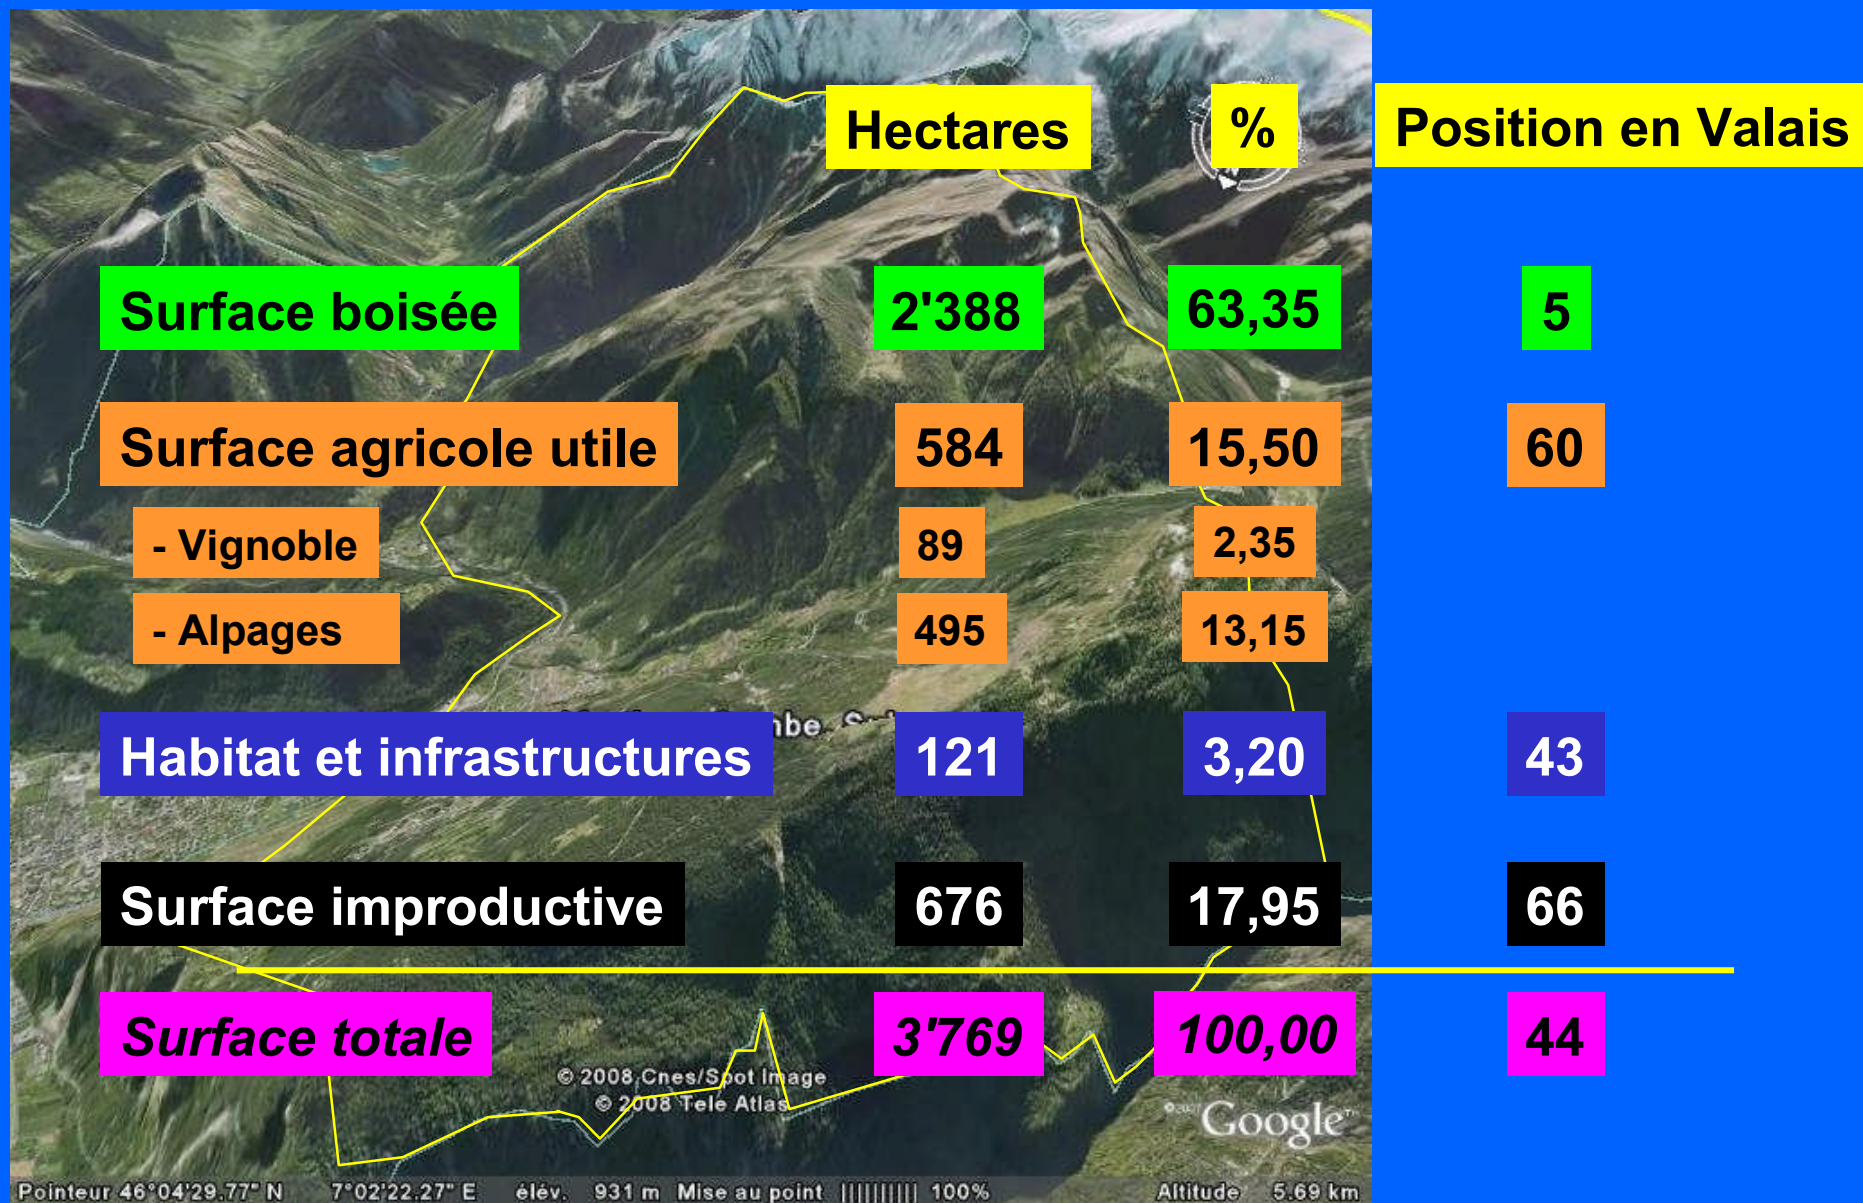 Hectares % Position en Valais
Surface boisée 2'388 63,35 5
Surface agricole utile 584 15,50 60
- Vignoble 89 2,35
- Alpages 495 13,15
Habitat et infrastructures 121 3,20 43
Surface improductive 676 17,95 66
Surface totale 3'769 100,00 44
© 2008 Cnes/Spot Image
© 2008 Tele Atlas
©2007 Google™
Pointeur 46°04'29.77" N 7°02'22.27" E élév. 931 m Mise au point |||||||||| 100% Altitude 5.69 km